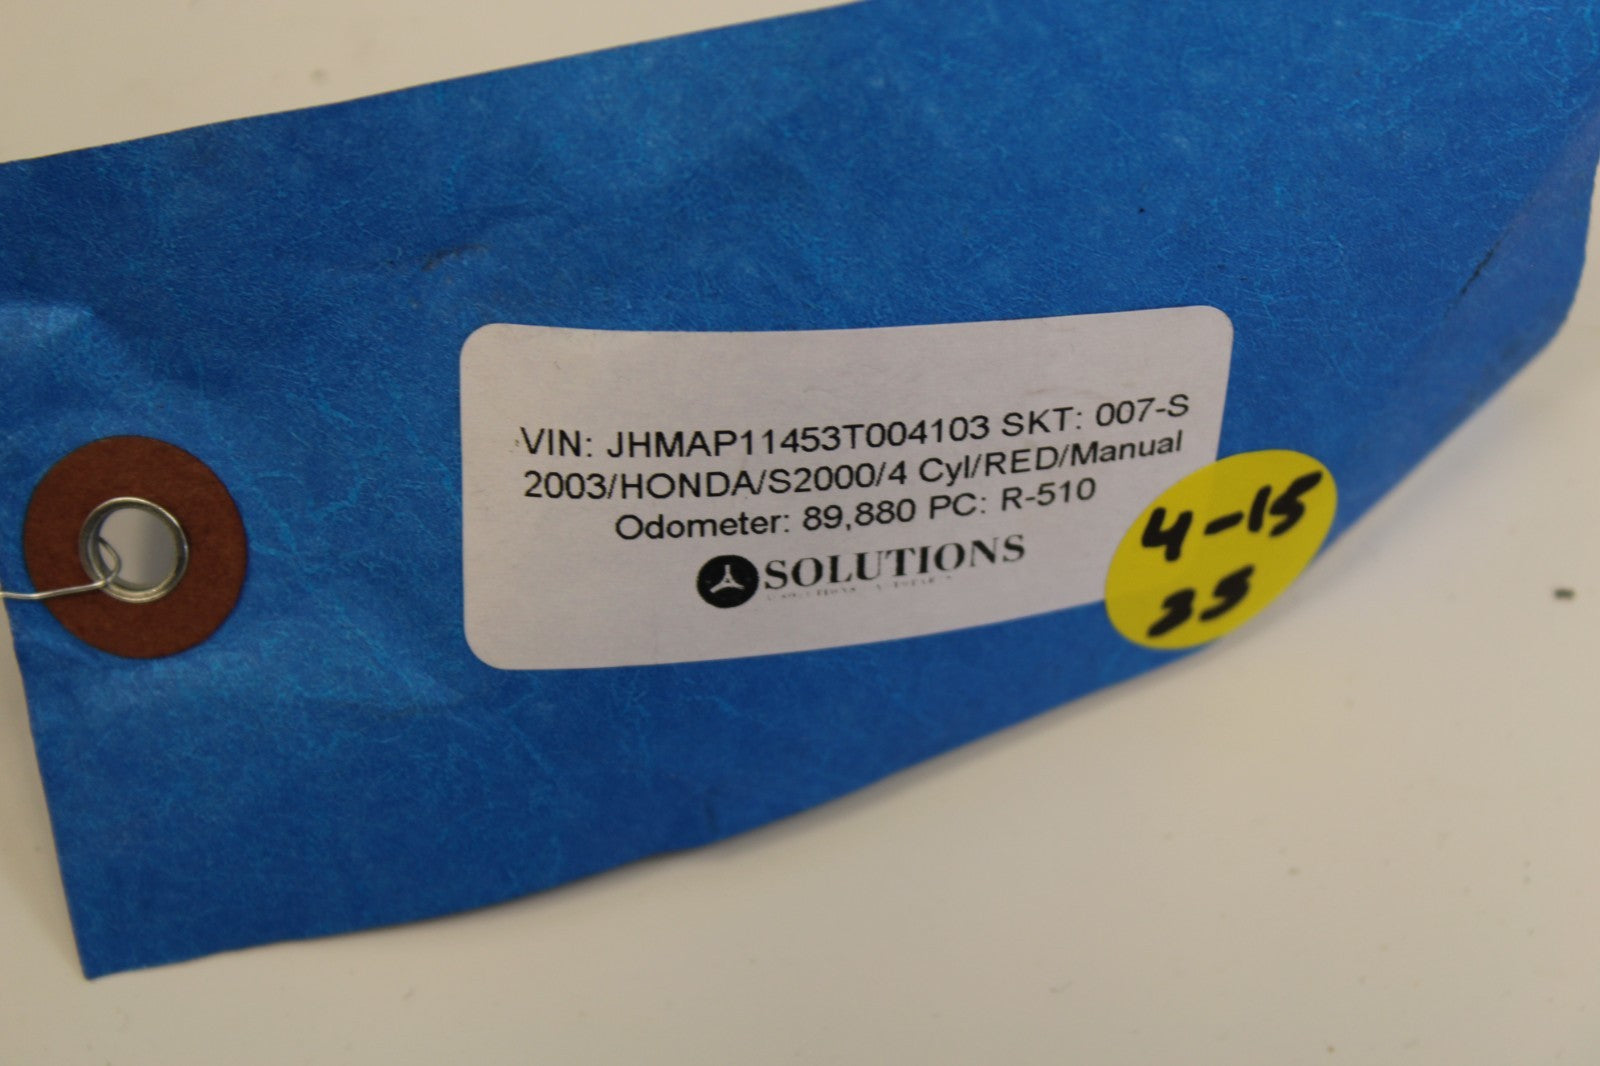 VIN: JHMAP11453T004103 SKT: 007-S
2003/HONDA/S2000/4 Cyl/RED/Manual
Odometer: 89,880 PC: R-510
SOLUTIONS
4-15
35